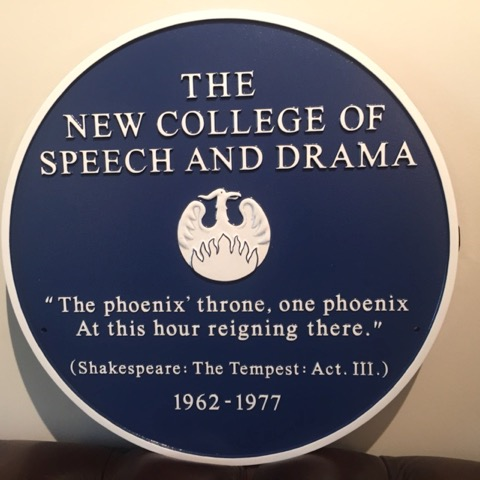 THE
NEW COLLEGE OF
SPEECH AND DRAMA
"The phoenix' throne, one phoenix
At this hour reigning there."
(Shakespeare: The Tempest: Act. III.)
1962-1977